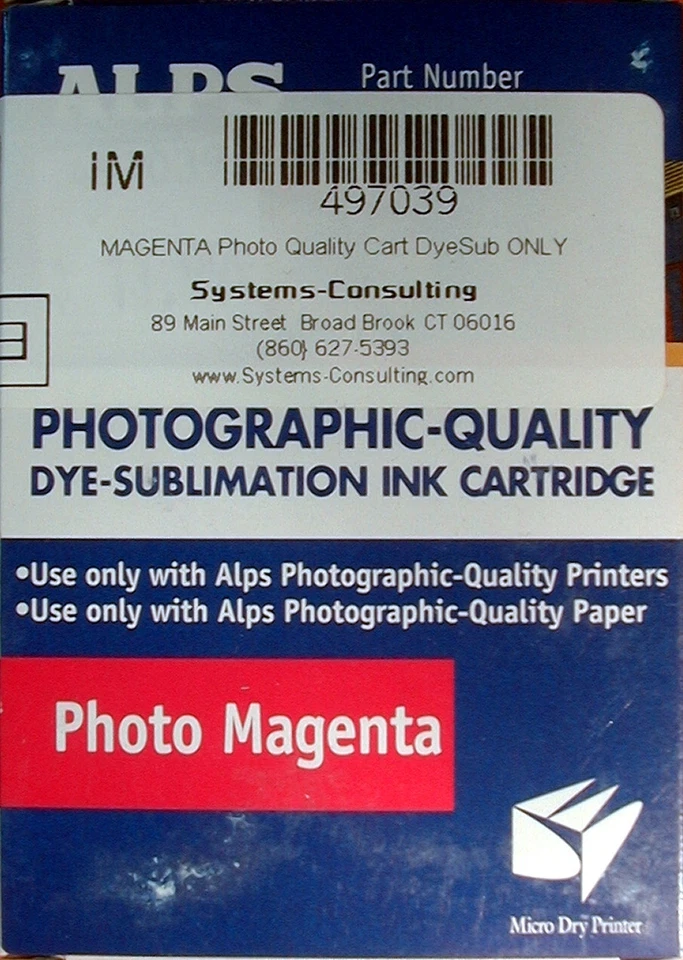 ALPS
Part Number
iM
497039
MAGENTA Photo Quality Cart DyeSub ONLY
Systems-Consulting
89 Main Street Broad Brook CT 06016
(860) 627-5393
www.Systems-Consulting.com
PHOTOGRAPHIC-QUALITY
DYE-SUBLIMATION INK CARTRIDGE
•Use only with Alps Photographic-Quality Printers
•Use only with Alps Photographic-Quality Paper
Photo Magenta
Micro Dry™ Printer